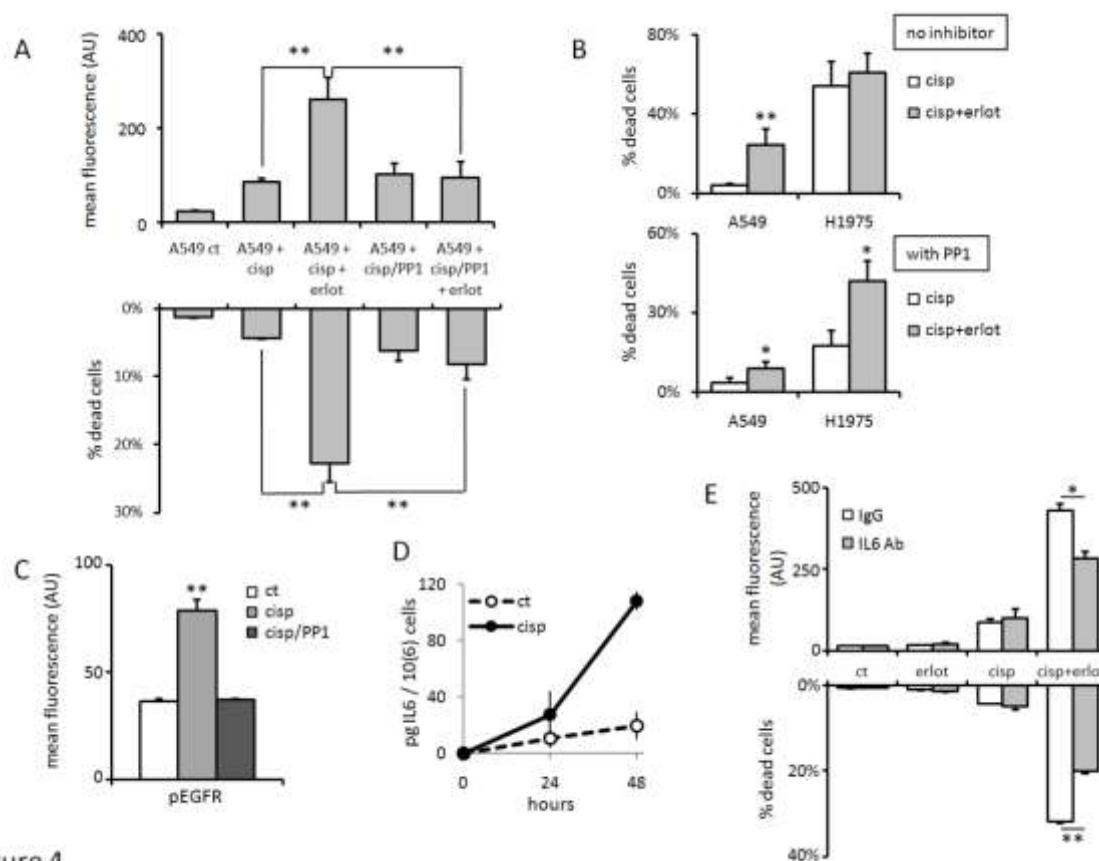 A
mean fluorescence (AU)
400
200
0
**
**
A549 ct
A549 +
cisp
A549 +
cisp +
erlot
A549 +
cisp/PP1
A549 +
cisp/PP1
+ erlot
% dead cells
0%
10%
20%
30%
**
**
B
% dead cells
80%
40%
0%
**
A549
H1975
no inhibitor
cisp
cisp+erlot
% dead cells
60%
30%
0%
*
*
A549
H1975
with PP1
cisp
cisp+erlot
C
mean fluorescence (AU)
100
50
0
**
pEGFR
ct
cisp
cisp/PP1
D
pg IL6 / 10(6) cells
120
80
40
0
ct
cisp
0
24
48
hours
E
mean fluorescence
(AU)
500
250
0
IgG
IL6 Ab
*
ct
erlot
cisp
cisp+erlot
% dead cells
0%
20%
40%
**